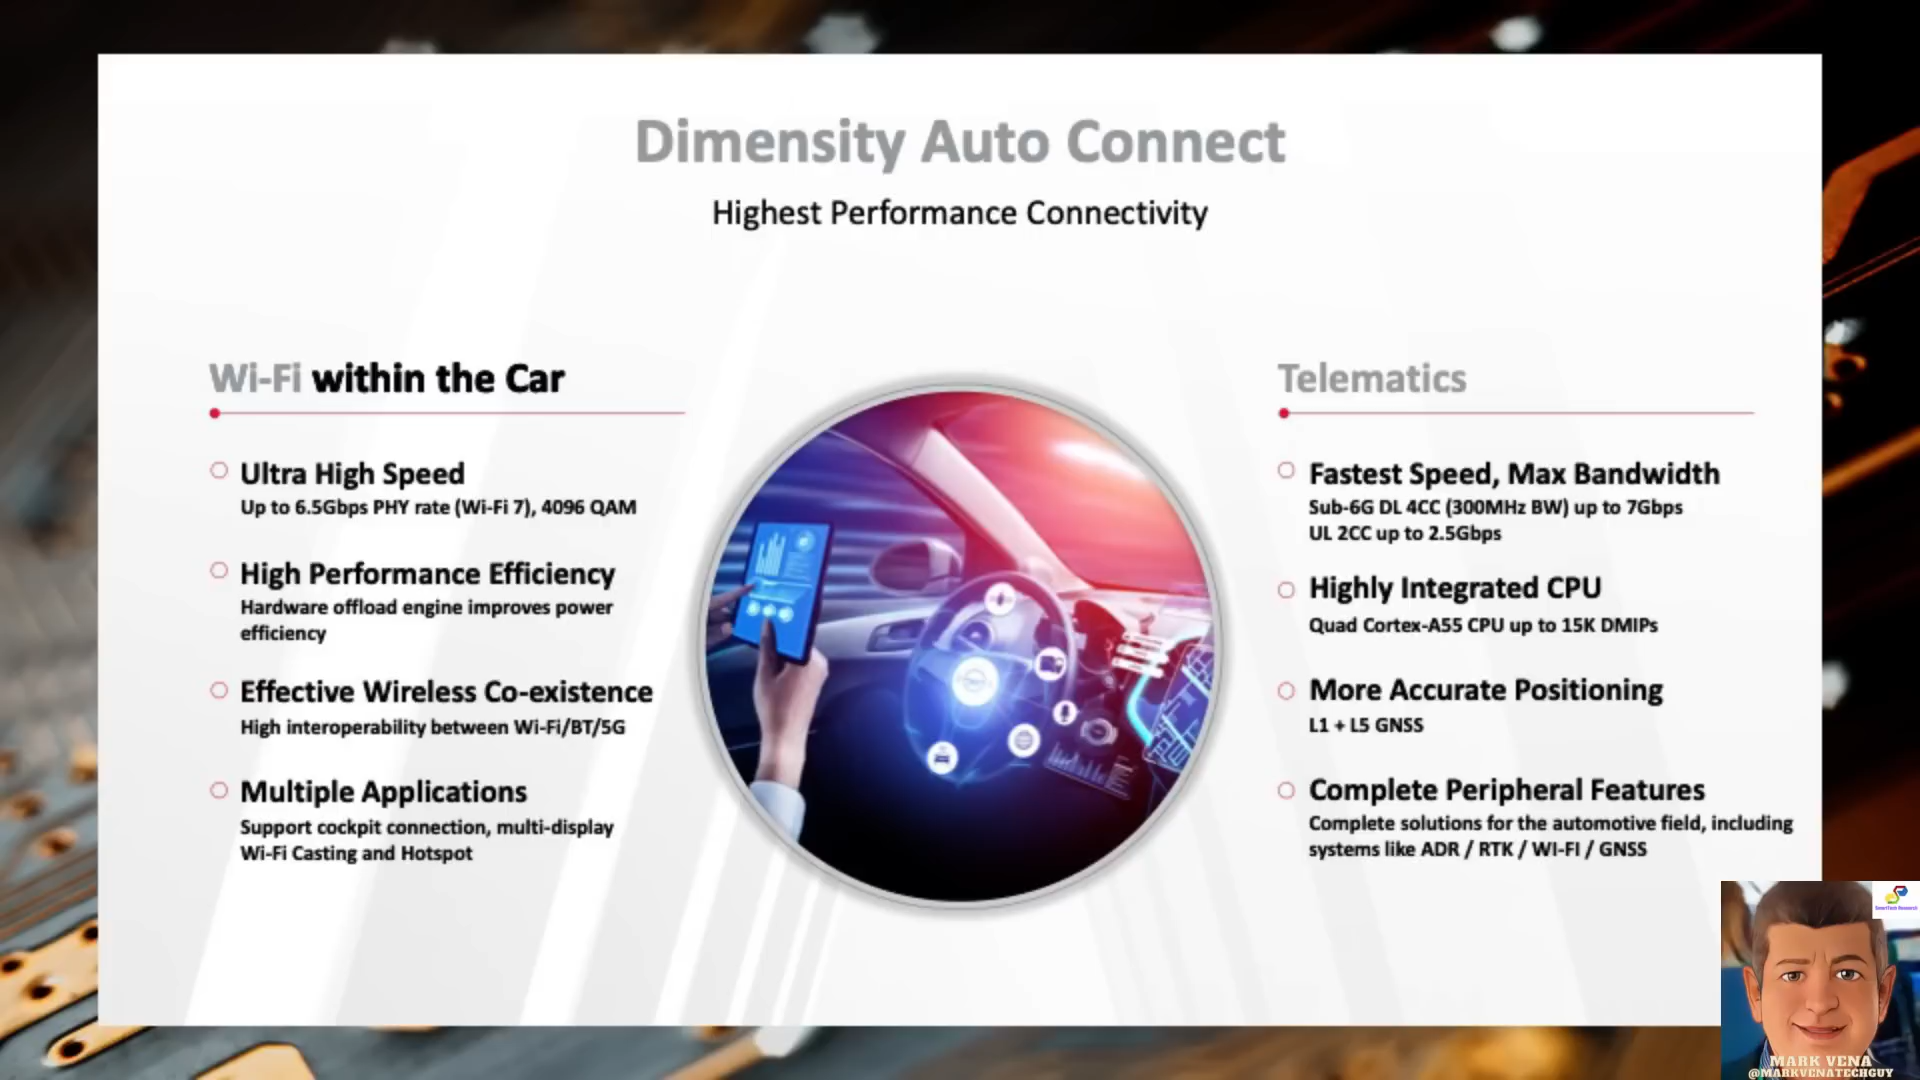 Dimensity Auto Connect
Highest Performance Connectivity
Wi-Fi within the Car
Ultra High Speed
Up to 6.5Gbps PHY rate (Wi-Fi 7), 4096 QAM
High Performance Efficiency
Hardware offload engine improves power
efficiency
Effective Wireless Co-existence
High interoperability between Wi-Fi/BT/5G
Multiple Applications
Support cockpit connection, multi-display
Wi-Fi Casting and Hotspot
Telematics
Fastest Speed, Max Bandwidth
Sub-6G DL 4CC (300MHz BW) up to 7Gbps
UL 2CC up to 2.5Gbps
Highly Integrated CPU
Quad Cortex-A55 CPU up to 15K DMIPs
More Accurate Positioning
L1 + L5 GNSS
Complete Peripheral Features
Complete solutions for the automotive field, including
systems like ADR / RTK / WI-FI / GNSS
SmartTech Research
MARK VENA
@MARKVENATECHGUY